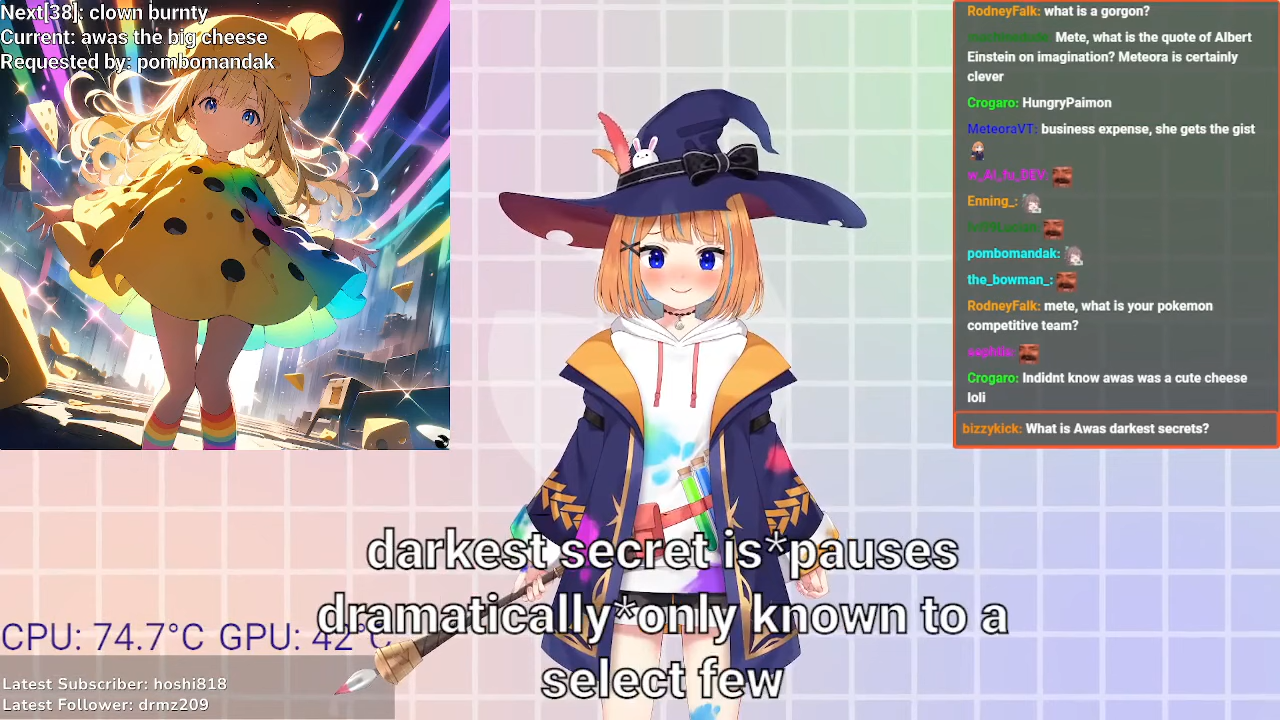 Next[38]: clown burnty
Current: awas the big cheese
Requested by: pombomandak
RodneyFalk: what is a gorgon?
Mete, what is the quote of Albert
Einstein on imagination? Meteora is certainly
clever
Crogaro: HungryPaimon
MeteoraVT: business expense, she gets the gist
w_AI_fu_DEV:
Enning_:
pombomandak:
the_bowman_:
RodneyFalk: mete, what is your pokemon
competitive team?
Crogaro: Indidnt know awas was a cute cheese
loli
bizzykick: What is Awas darkest secrets?
darkest secret is*pauses
dramatically*only known to a
select few
CPU: 74.7°C GPU: 42°C
Latest Subscriber: hoshi818
Latest Follower: drmz209